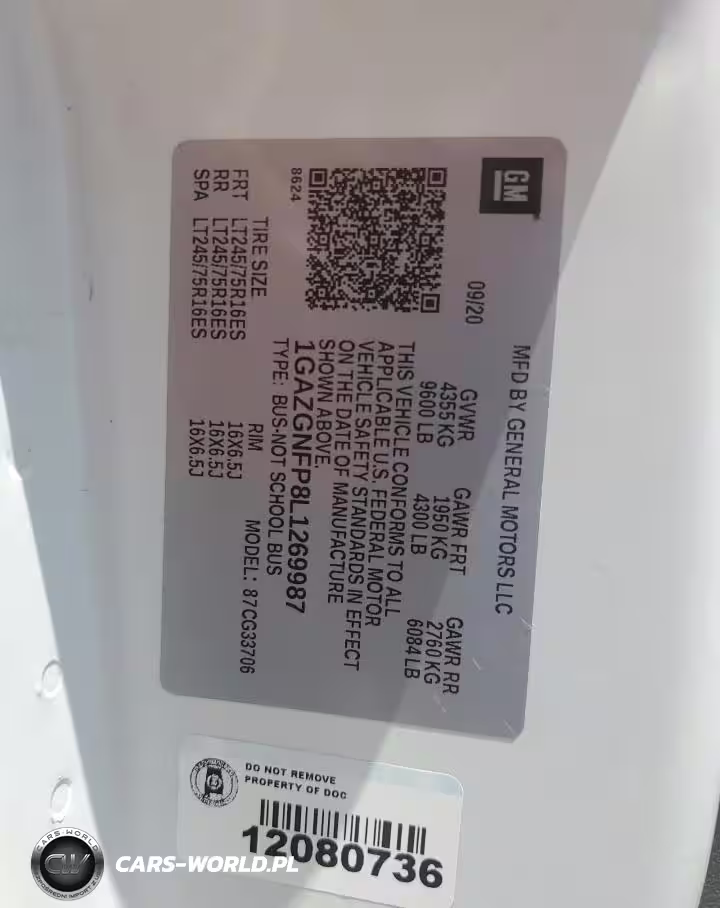 GM
MFD BY GENERAL MOTORS LLC
09/20
GVWR GAWR FRT GAWR RR
4355 KG 1950 KG 2760 KG
9600 LB 4300 LB 6084 LB
THIS VEHICLE CONFORMS TO ALL
APPLICABLE U.S. FEDERAL MOTOR
VEHICLE SAFETY STANDARDS IN EFFECT
ON THE DATE OF MANUFACTURE
SHOWN ABOVE.
1GAZGNFP8L1269987
8624
TYPE: BUS-NOT SCHOOL BUS
MODEL: 87CG33706
TIRE SIZE RIM
FRT LT245/75R16ES 16X6.5J
RR LT245/75R16ES 16X6.5J
SPA LT245/75R16ES 16X6.5J
DO NOT REMOVE
PROPERTY OF DOC
12080736
CARS-WORLD
CW
CARS-WORLD.PL